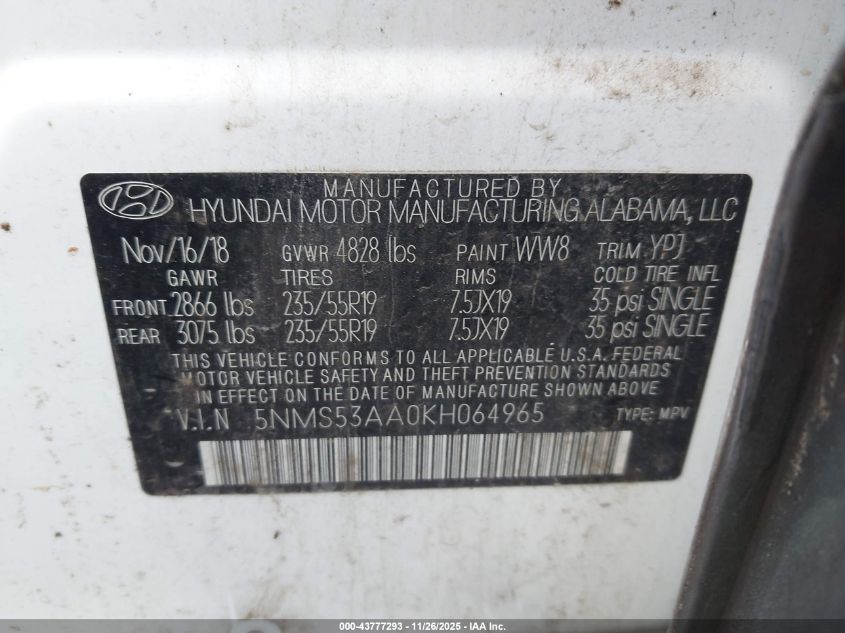 MANUFACTURED BY
HYUNDAI MOTOR MANUFACTURING ALABAMA, LLC
Nov/16/18 GVWR 4828 lbs PAINT WW8 TRIM YPJ
GAWR TIRES RIMS COLD TIRE INFL
FRONT 2866 lbs 235/55R19 7.5JX19 35 psi SINGLE
REAR 3075 lbs 235/55R19 7.5JX19 35 psi SINGLE
THIS VEHICLE CONFORMS TO ALL APPLICABLE U.S.A. FEDERAL
MOTOR VEHICLE SAFETY AND THEFT PREVENTION STANDARDS
IN EFFECT ON THE DATE OF MANUFACTURE SHOWN ABOVE.
V.I.N 5NMS53AA0KH064965 TYPE: MPV
000-43777293 - 11/26/2025 - IAA, Inc.